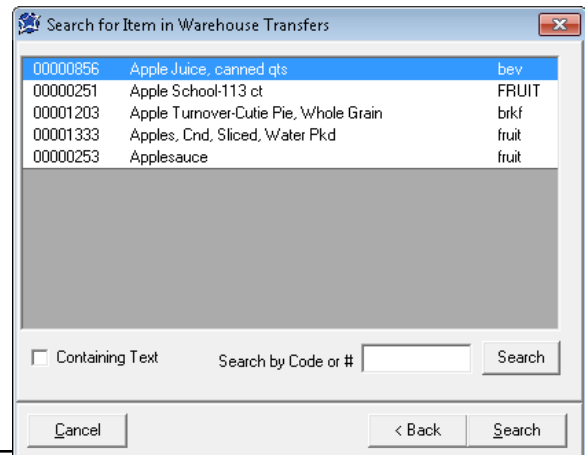 Search for Item in Warehouse Transfers
00000856 Apple Juice, canned qts bev
00000251 Apple School-113 ct FRUIT
00001203 Apple Turnover-Cutie Pie, Whole Grain brkf
00001333 Apples, Cnd, Sliced, Water Pkd fruit
00000253 Applesauce fruit
Containing Text Search by Code or # Search
Cancel < Back Search